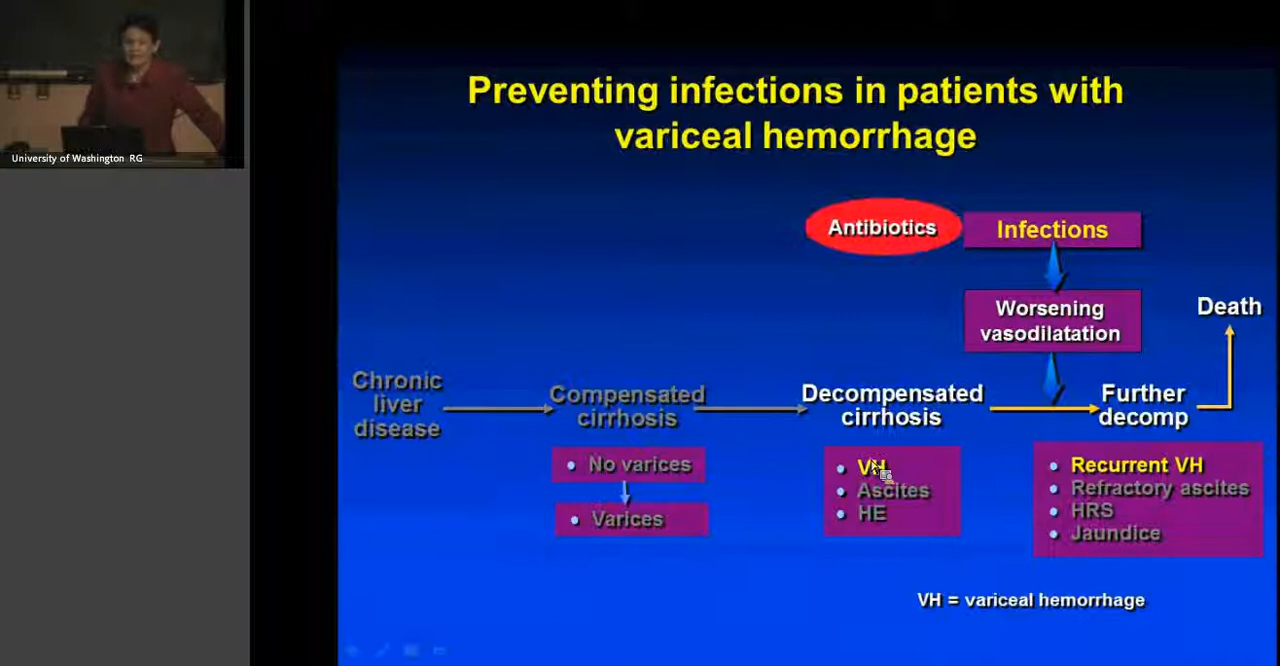 University of Washington RG
Preventing infections in patients with
variceal hemorrhage
Antibiotics
Infections
Worsening
vasodilatation
Death
Chronic
liver
disease
Compensated
cirrhosis
Decompensated
cirrhosis
Further
decomp
• No varices
• Varices
• VH
• Ascites
• HE
• Recurrent VH
• Refractory ascites
• HRS
• Jaundice
VH = variceal hemorrhage